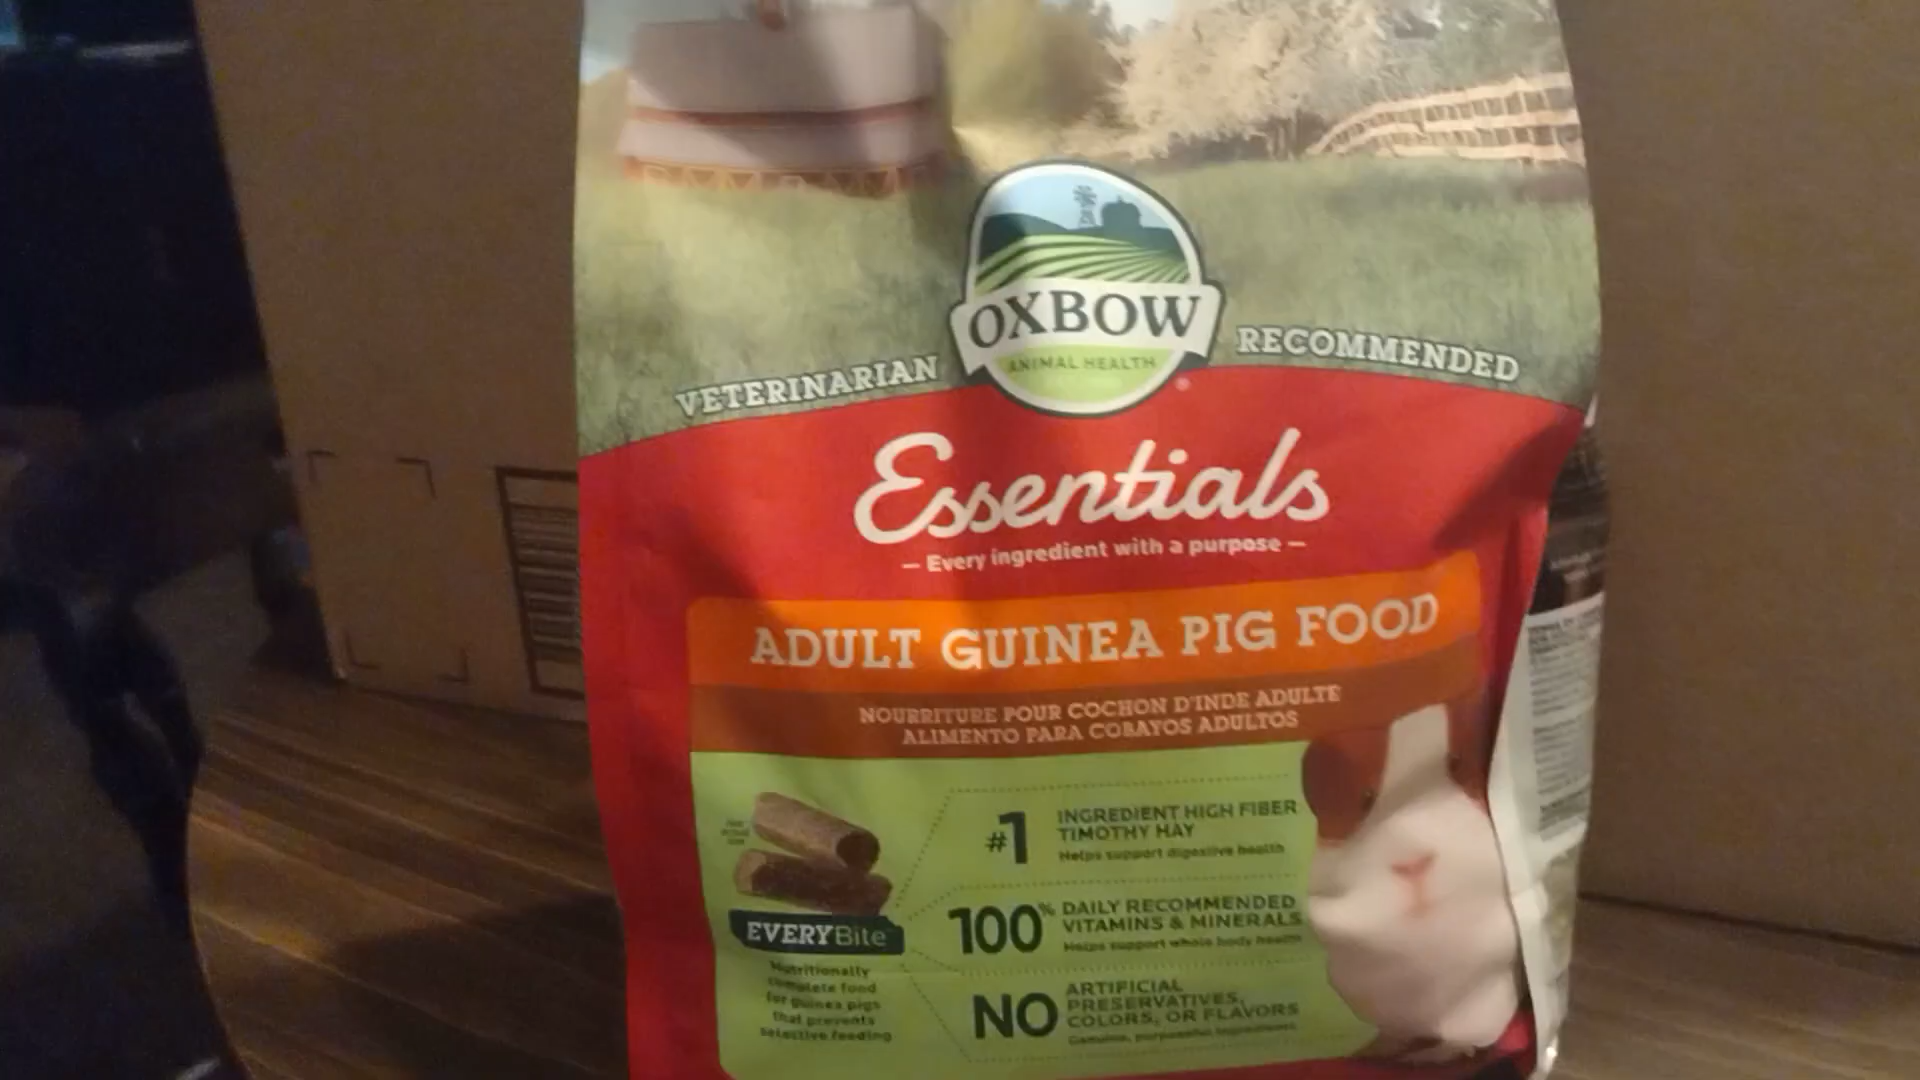 OXBOW
ANIMAL HEALTH
VETERINARIAN RECOMMENDED
Essentials
— Every ingredient with a purpose —
ADULT GUINEA PIG FOOD
NOURRITURE POUR COCHON D'INDE ADULTE
ALIMENTO PARA COBAYOS ADULTOS
#1 INGREDIENT HIGH FIBER
TIMOTHY HAY
Helps support digestive health
100% DAILY RECOMMENDED
VITAMINS & MINERALS
Helps support whole body health
NO ARTIFICIAL
PRESERVATIVES,
COLORS, OR FLAVORS
EVERYBite
Nutritionally
complete food
for guinea pigs
that prevents
selective feeding